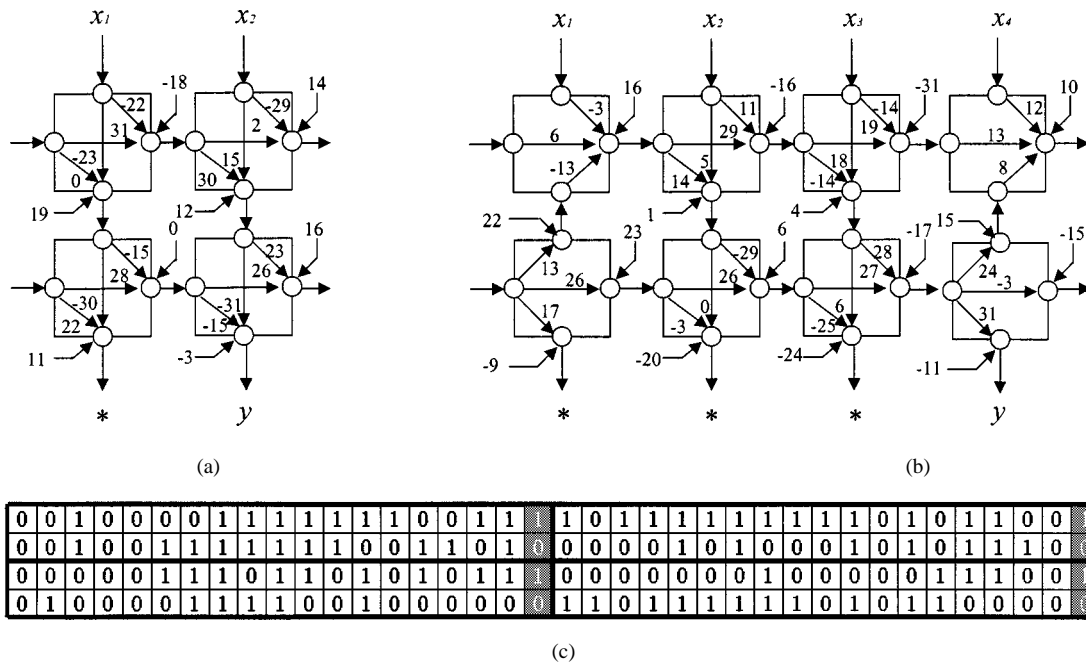 x₁ x₂ x₁ x₂ x₃ x₄
-18 14 16 -16 -31 10
-22 -29 -3 11 -14 12
31 2 6 29 19 13
-23 15 -13 5 18 8
0 30 14 -14
19 12 22 1 4 15
0 16 23 6 -17 -15
-15 23 13 -29 28 24
28 26 26 26 27 -3
-30 -31 17 0 6 31
22 -15 -3 -25
11 -3 -9 -20 -24 -11
* y * * * y
(a) (b)
0 0 1 0 0 0 0 1 1 1 1 1 1 1 0 0 1 1 1 1 0 1 1 1 1 1 1 1 1 1 0 1 0 1 1 0 0
0 0 1 0 0 1 1 1 1 1 1 1 0 0 1 1 0 1 0 0 0 0 0 1 0 1 0 0 0 1 0 1 0 1 1 1 0
0 0 0 0 0 1 1 1 0 1 1 0 1 0 1 0 1 1 1 0 0 0 0 0 0 0 1 0 0 0 0 0 1 1 1 0 0
0 1 0 0 0 0 1 1 1 1 0 0 1 0 0 0 0 0 0 1 1 0 1 1 1 1 1 1 0 1 0 1 1 0 0 0 0
(c)